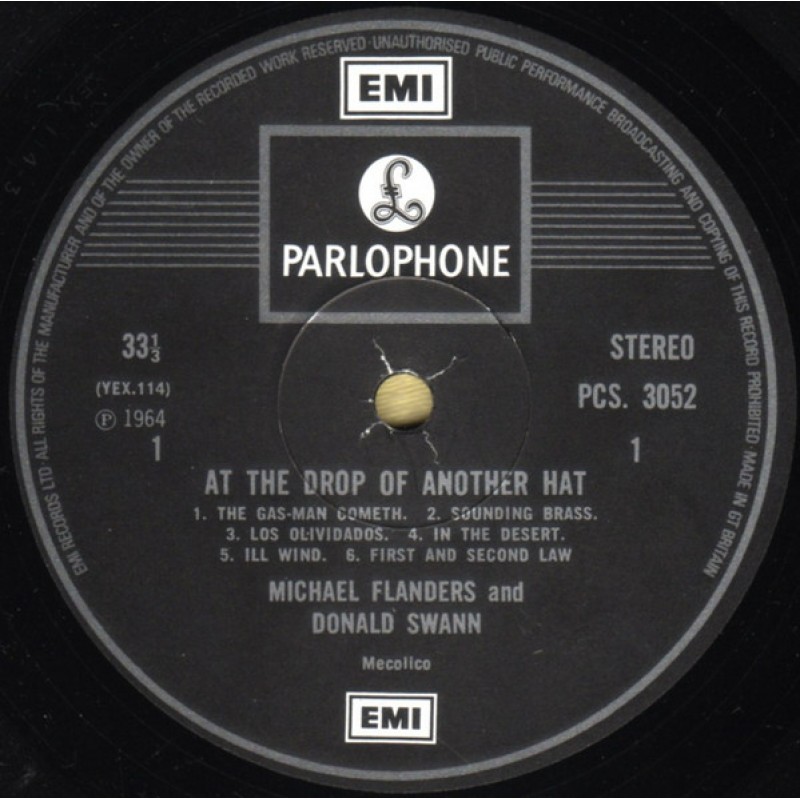 EMI RECORDS LTD ALL RIGHTS OF THE MANUFACTURER AND OF THE OWNER OF THE RECORDED WORK RESERVED · UNAUTHORISED PUBLIC PERFORMANCE BROADCASTING AND COPYING OF THIS RECORD PROHIBITED · MADE IN GT BRITAIN
EMI
£
PARLOPHONE
33⅓ STEREO
(YEX.114) PCS. 3052
℗ 1964
1 1
AT THE DROP OF ANOTHER HAT
1. THE GAS-MAN COMETH. 2. SOUNDING BRASS.
3. LOS OLIVIDADOS. 4. IN THE DESERT.
5. ILL WIND. 6. FIRST AND SECOND LAW
MICHAEL FLANDERS and
DONALD SWANN
Mecolico
EMI